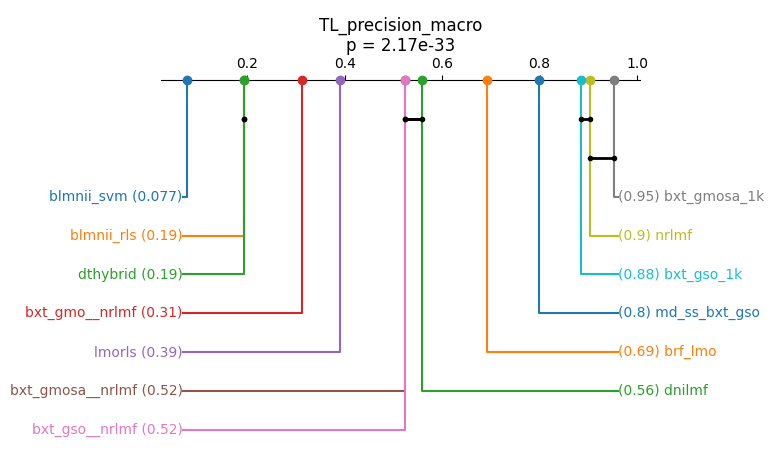 TL_precision_macro
p = 2.17e-33
0.2 0.4 0.6 0.8 1.0
blmnii_svm (0.077)
(0.95) bxt_gmosa_1k
blmnii_rls (0.19)
(0.9) nrlmf
dthybrid (0.19)
(0.88) bxt_gso_1k
bxt_gmo__nrlmf (0.31)
(0.8) md_ss_bxt_gso
lmorls (0.39)
(0.69) brf_lmo
bxt_gmosa__nrlmf (0.52)
(0.56) dnilmf
bxt_gso__nrlmf (0.52)